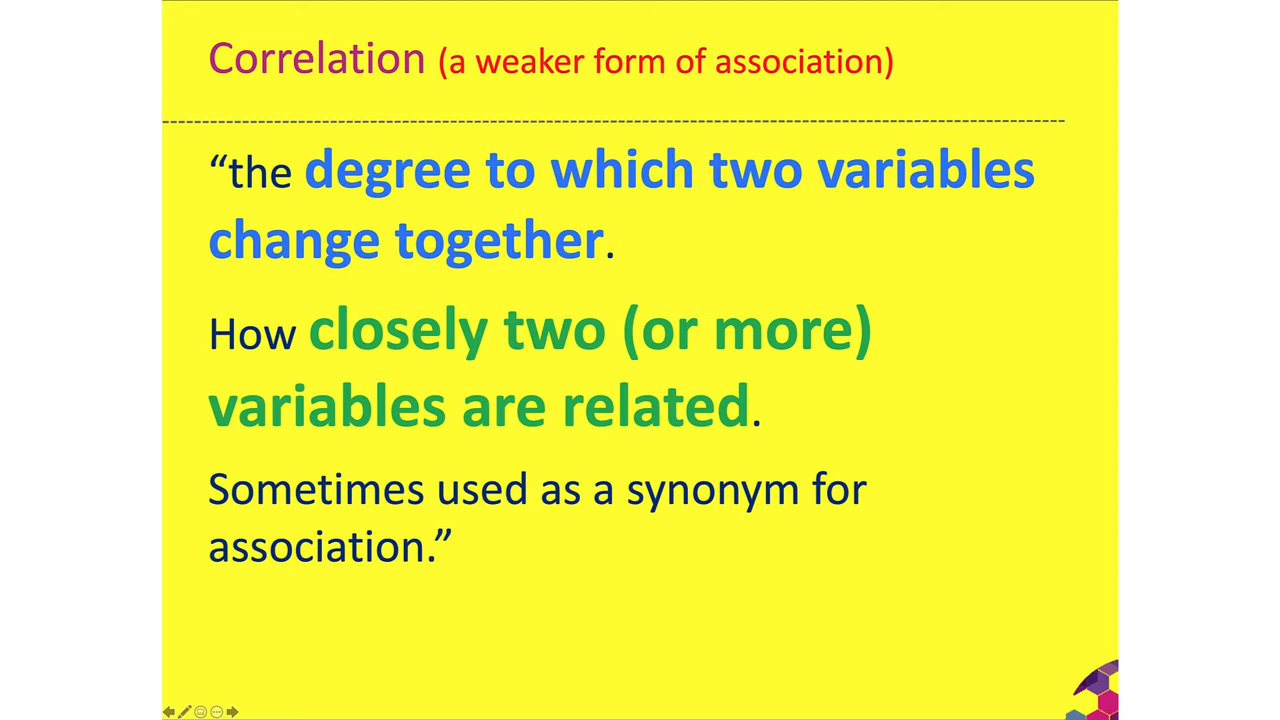 Correlation (a weaker form of association)
“the degree to which two variables
change together.
How closely two (or more)
variables are related.
Sometimes used as a synonym for
association.”